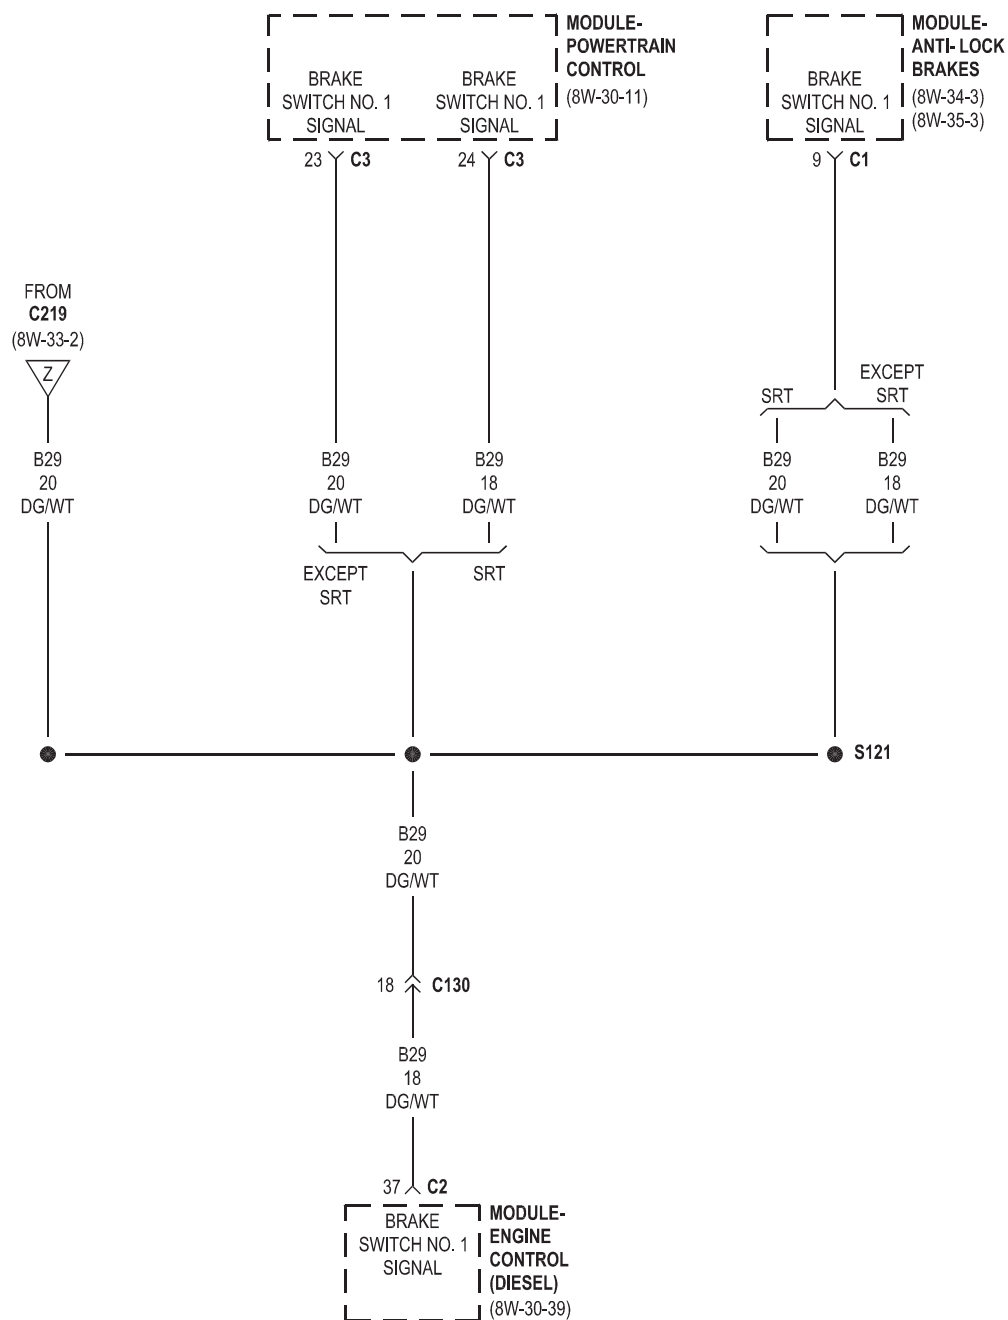 MODULE-
POWERTRAIN
CONTROL
(8W-30-11)
BRAKE
SWITCH NO. 1
SIGNAL
BRAKE
SWITCH NO. 1
SIGNAL
23 C3
24 C3
MODULE-
ANTI- LOCK
BRAKES
(8W-34-3)
(8W-35-3)
BRAKE
SWITCH NO. 1
SIGNAL
9 C1
FROM
C219
(8W-33-2)
Z
B29
20
DG/WT
B29
20
DG/WT
EXCEPT
SRT
B29
18
DG/WT
SRT
SRT
EXCEPT
SRT
B29
20
DG/WT
B29
18
DG/WT
S121
B29
20
DG/WT
18 C130
B29
18
DG/WT
37 C2
BRAKE
SWITCH NO. 1
SIGNAL
MODULE-
ENGINE
CONTROL
(DIESEL)
(8W-30-39)